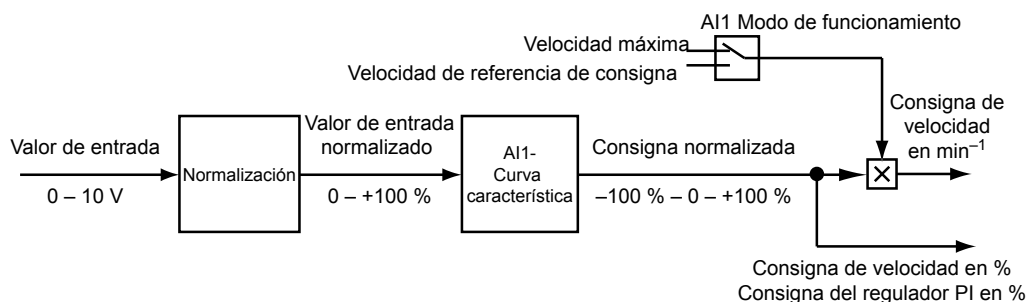 AI1 Modo de funcionamiento
Velocidad máxima
Velocidad de referencia de consigna
Valor de entrada
0 – 10 V
Normalización
Valor de entrada
normalizado
0 – +100 %
AI1-
Curva
característica
Consigna normalizada
–100 % – 0 – +100 %
Consigna de
velocidad
en min⁻¹
×
Consigna de velocidad en %
Consigna del regulador PI en %